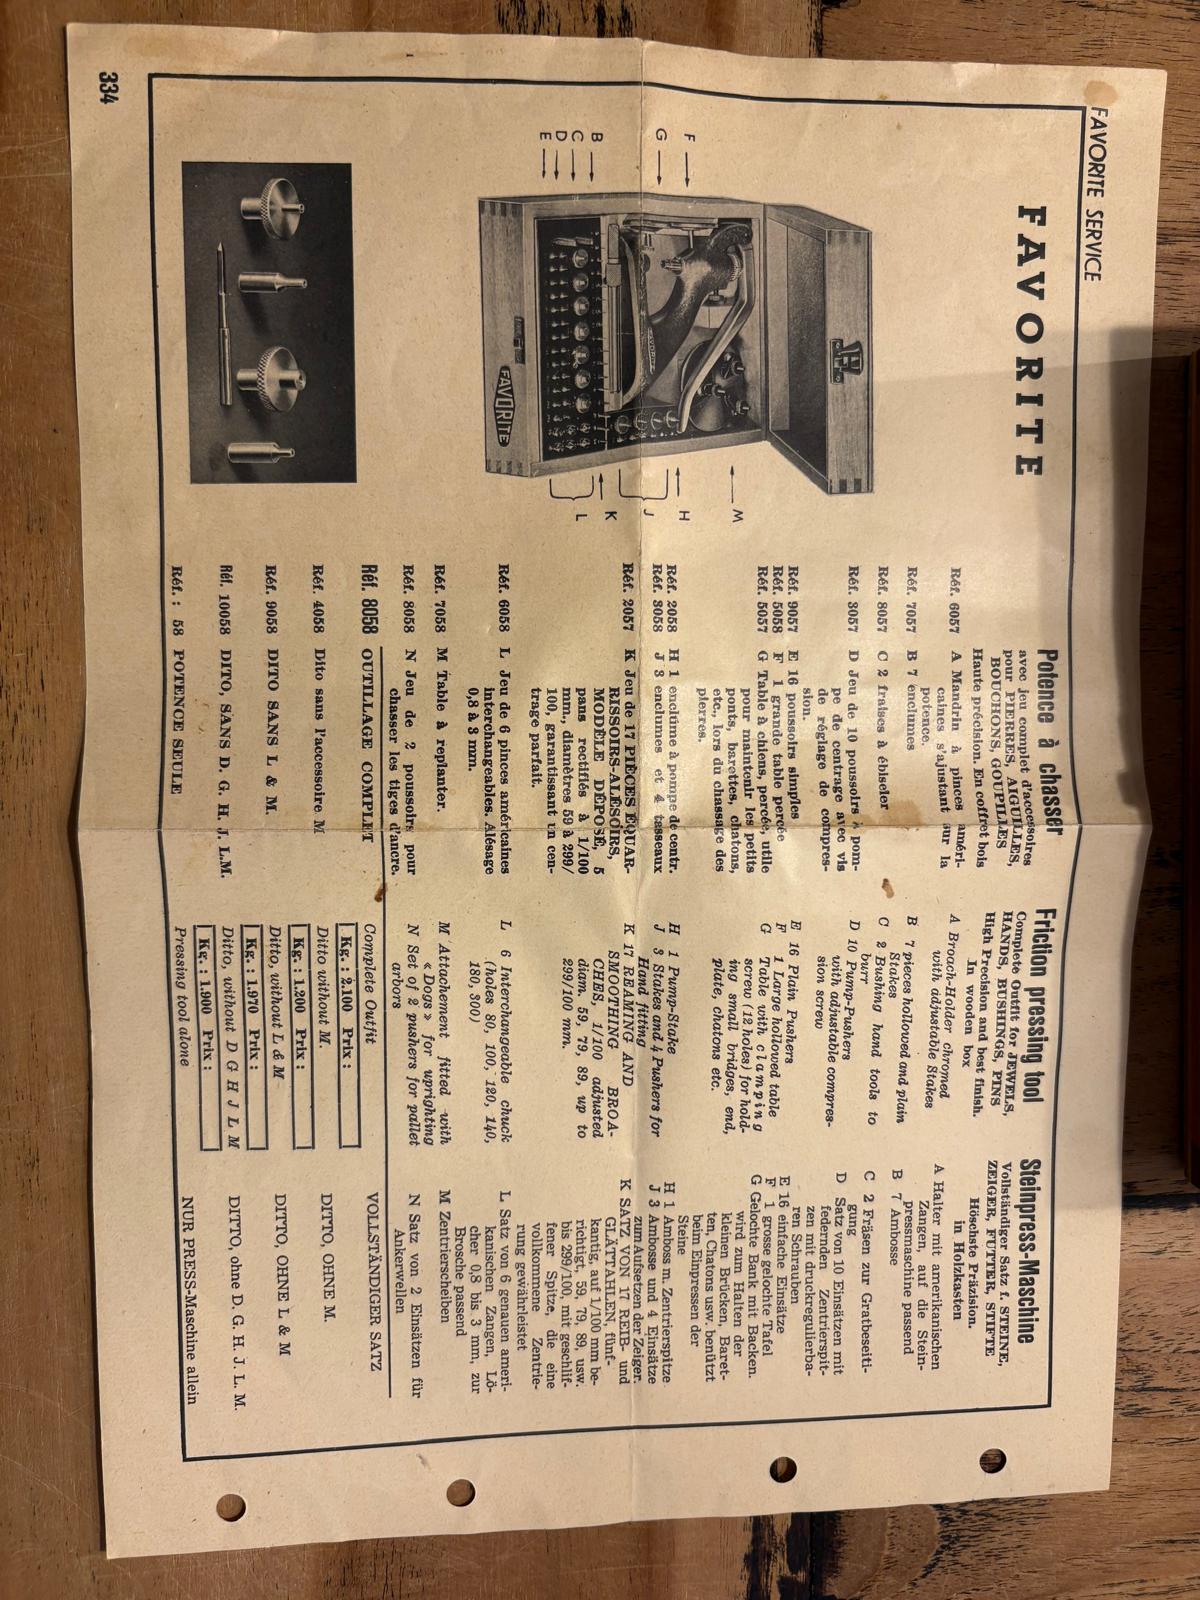 FAVORITE SERVICE
FAVORITE
F
G
B
C
D
E
M
H
J
K
L
FAVORITE
Potence à chasser
avec jeu complet d'accessoires
pour PIERRES, AIGUILLES,
BOUCHONS, GOUPILLES
Haute précision. En coffret bois
Réf. 6057 A Mandrin à pinces améri-
caines s'ajustant sur la
potence.
Réf. 7057 B 7 enclumes
Réf. 8057 C 2 fraises à ébiseler
Réf. 3057 D Jeu de 10 poussoirs à pom-
pe de centrage avec vis
de réglage de compres-
sion.
Réf. 9057 E 16 poussoirs simples
Réf. 5058 F 1 grande table percée
Réf. 5057 G Table à chiens, percée, utile
pour maintenir les petits
ponts, barettes, chatons,
etc., lors du chassage des
pierres.
Réf. 2058 H 1 enclume à pompe de centr.
Réf. 3058 J 3 enclumes et 4 tasseaux
Réf. 2057 K Jeu de 17 PIÈCES ÉQUAR-
RISSOIRS-ALÉSOIRS,
MODÈLE DÉPOSÉ, 5
pans rectifiés à 1/100
mm., diamètres 59 à 299/
100, garantissant un cen-
trage parfait.
Réf. 6058 L Jeu de 6 pinces américaines
interchangeables. Alésage
0,8 à 3 mm.
Réf. 7058 M Table à replanter.
Réf. 8058 N Jeu de 2 poussoirs pour
chasser les tiges d'ancre.
Réf. 8058 OUTILLAGE COMPLET
Réf. 4058 Dito sans l'accessoire M
Réf. 9058 DITO SANS L & M.
Réf. 10058 DITO, SANS D. G. H. J. L.M.
Réf. : 58 POTENCE SEULE
Friction pressing tool
Complete Outfit for JEWELS,
HANDS, BUSHINGS, PINS
High Precision and best finish.
In wooden box
A Broach-Holder chromed
with adjustable Stakes
B 7 pieces hollowed and plain
Stakes
C 2 Bushing hand tools to
burr
D 10 Pump-Pushers
with adjustable compres-
sion screw
E 16 Plain Pushers
F 1 Large hollowed table
G Table with clamping
screw (12 holes) for hold-
ing small bridges, end,
plate, chatons etc.
H 1 Pump-Stake
J 3 Stakes and 4 Pushers for
Hand fitting
K 17 REAMING AND
SMOOTHING BROA-
CHES, 1/100 adjusted
diam. 59, 79, 89, up to
299/100 mm.
L 6 Interchangeable chuck
(holes 80, 100, 120, 140,
180, 300)
M Attachement fitted with
« Dogs » for uprighting
N Set of 2 pushers for pallet
arbors
Complete Outfit
Kg. : 2.100 Prix :
Ditto without M.
Kg. : 1.200 Prix :
Ditto, without L & M
Kg. : 1.970 Prix :
Ditto, without D G H J L M
Kg. : 1.900 Prix :
Pressing tool alone
Steinpress-Maschine
Vollständiger Satz f. STEINE,
ZEIGER, FUTTER, STIFTE
Höschste Präzision.
in Holzkasten
A Halter mit amerikanischen
Zangen, auf die Stein-
pressmaschine passend
B 7 Ambosse
C 2 Fräsen zur Gratbeseiti-
gung
D Satz von 10 Einsätzen mit
federnden Zentrierspit-
zen mit druckregulierba-
ren Schrauben
E 16 einfache Einsätze
F 1 grosse gelochte Tafel
G Gelochte Bank mit Backen.
wird zum Halten der
kleinen Brücken, Baret-
ten, Chatons usw. benützt
beim Einpressen der
Steine
H 1 Amboss m. Zentrierspitze
J 3 Ambosse und 4 Einsätze
zum Aufsetzen der Zeiger.
K SATZ VON 17 REIB- und
GLÄTTAHLEN, fünf-
kantig, auf 1/100 mm be-
richtigt, 59, 79, 89, usw.
bis 299/100, mit geschlif-
fener Spitze, die eine
vollkommene Zentrie-
rung gewährleistet
L Satz von 6 genauen ameri-
kanischen Zangen, Lö-
cher 0,8 bis 3 mm, zur
Brosche passend
M Zentrierscheiben
N Satz von 2 Einsätzen für
Ankerwellen
VOLLSTÄNDIGER SATZ
DITTO, OHNE M.
DITTO, OHNE L & M
DITTO, ohne D. G. H. J. L. M.
NUR PRESS-Maschine allein
334